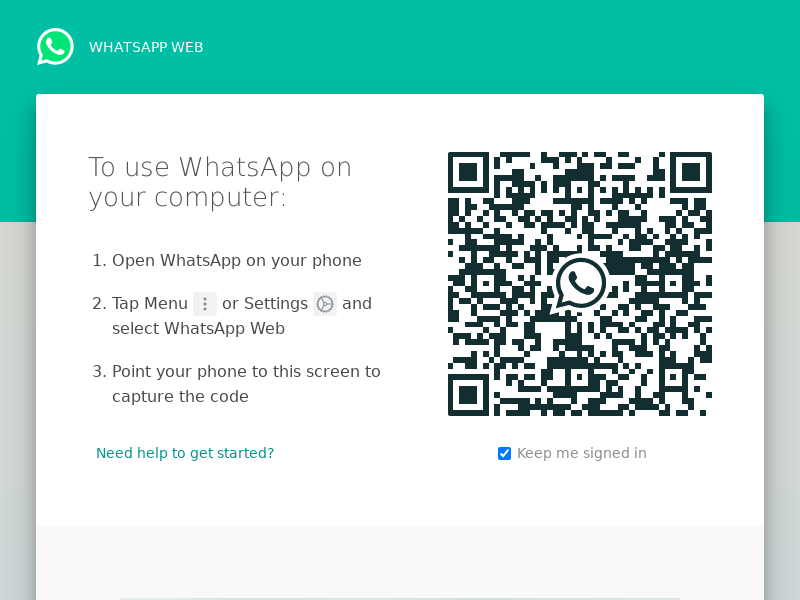 WHATSAPP WEB
To use WhatsApp on
your computer:
1. Open WhatsApp on your phone
2. Tap Menu or Settings and
select WhatsApp Web
3. Point your phone to this screen to
capture the code
Need help to get started?
Keep me signed in